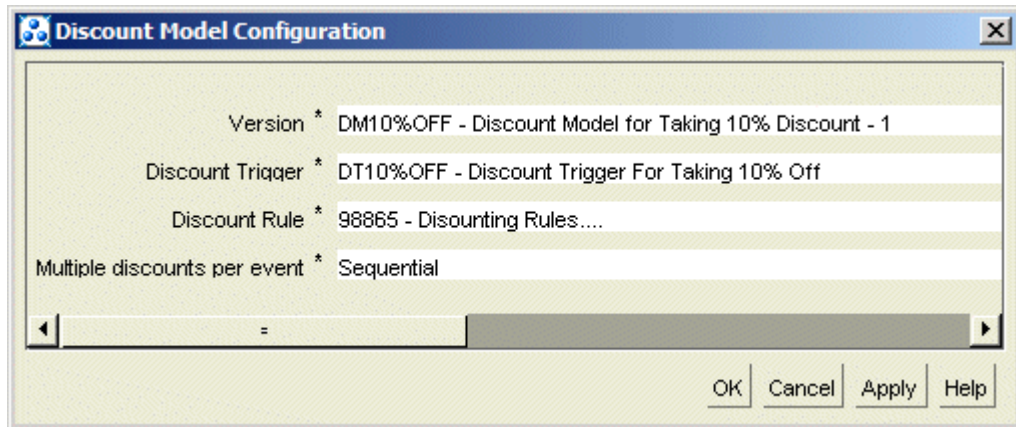 Discount Model Configuration
Version * DM10%OFF - Discount Model for Taking 10% Discount - 1
Discount Trigger * DT10%OFF - Discount Trigger For Taking 10% Off
Discount Rule * 98865 - Disounting Rules....
Multiple discounts per event * Sequential
OK Cancel Apply Help